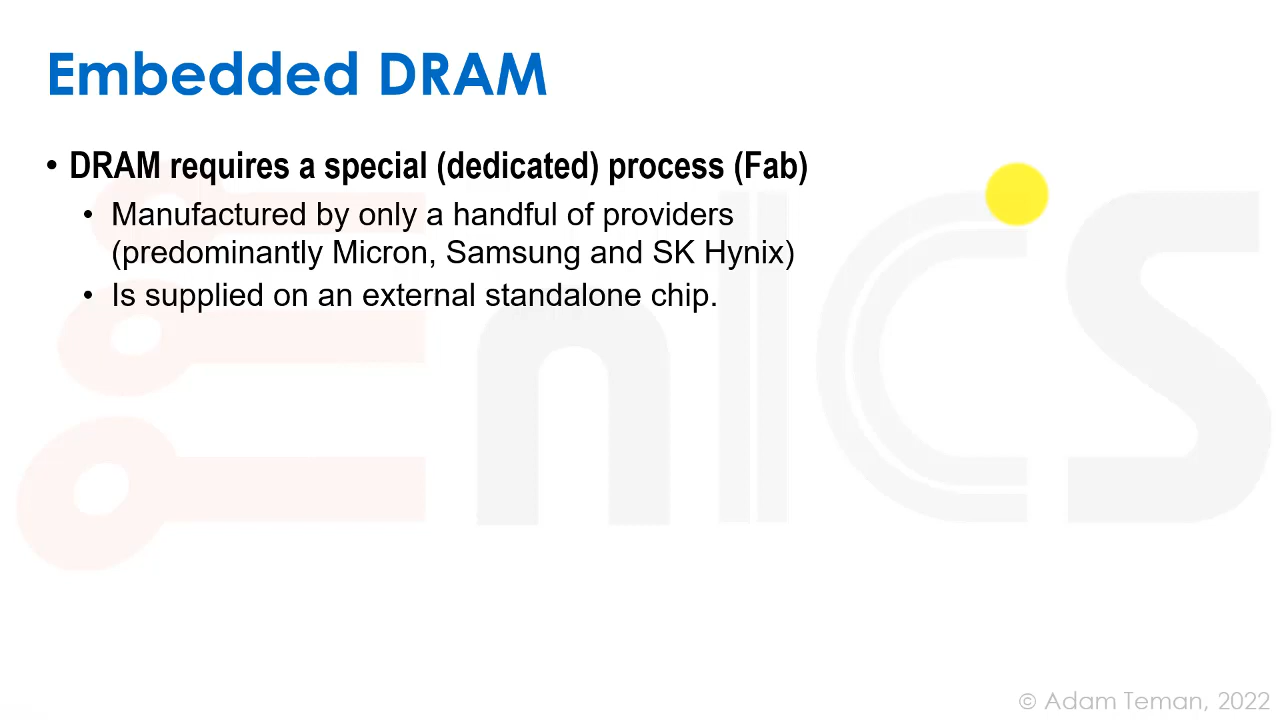 Embedded DRAM
• DRAM requires a special (dedicated) process (Fab)
• Manufactured by only a handful of providers
(predominantly Micron, Samsung and SK Hynix)
• Is supplied on an external standalone chip.
EnICS
© Adam Teman, 2022